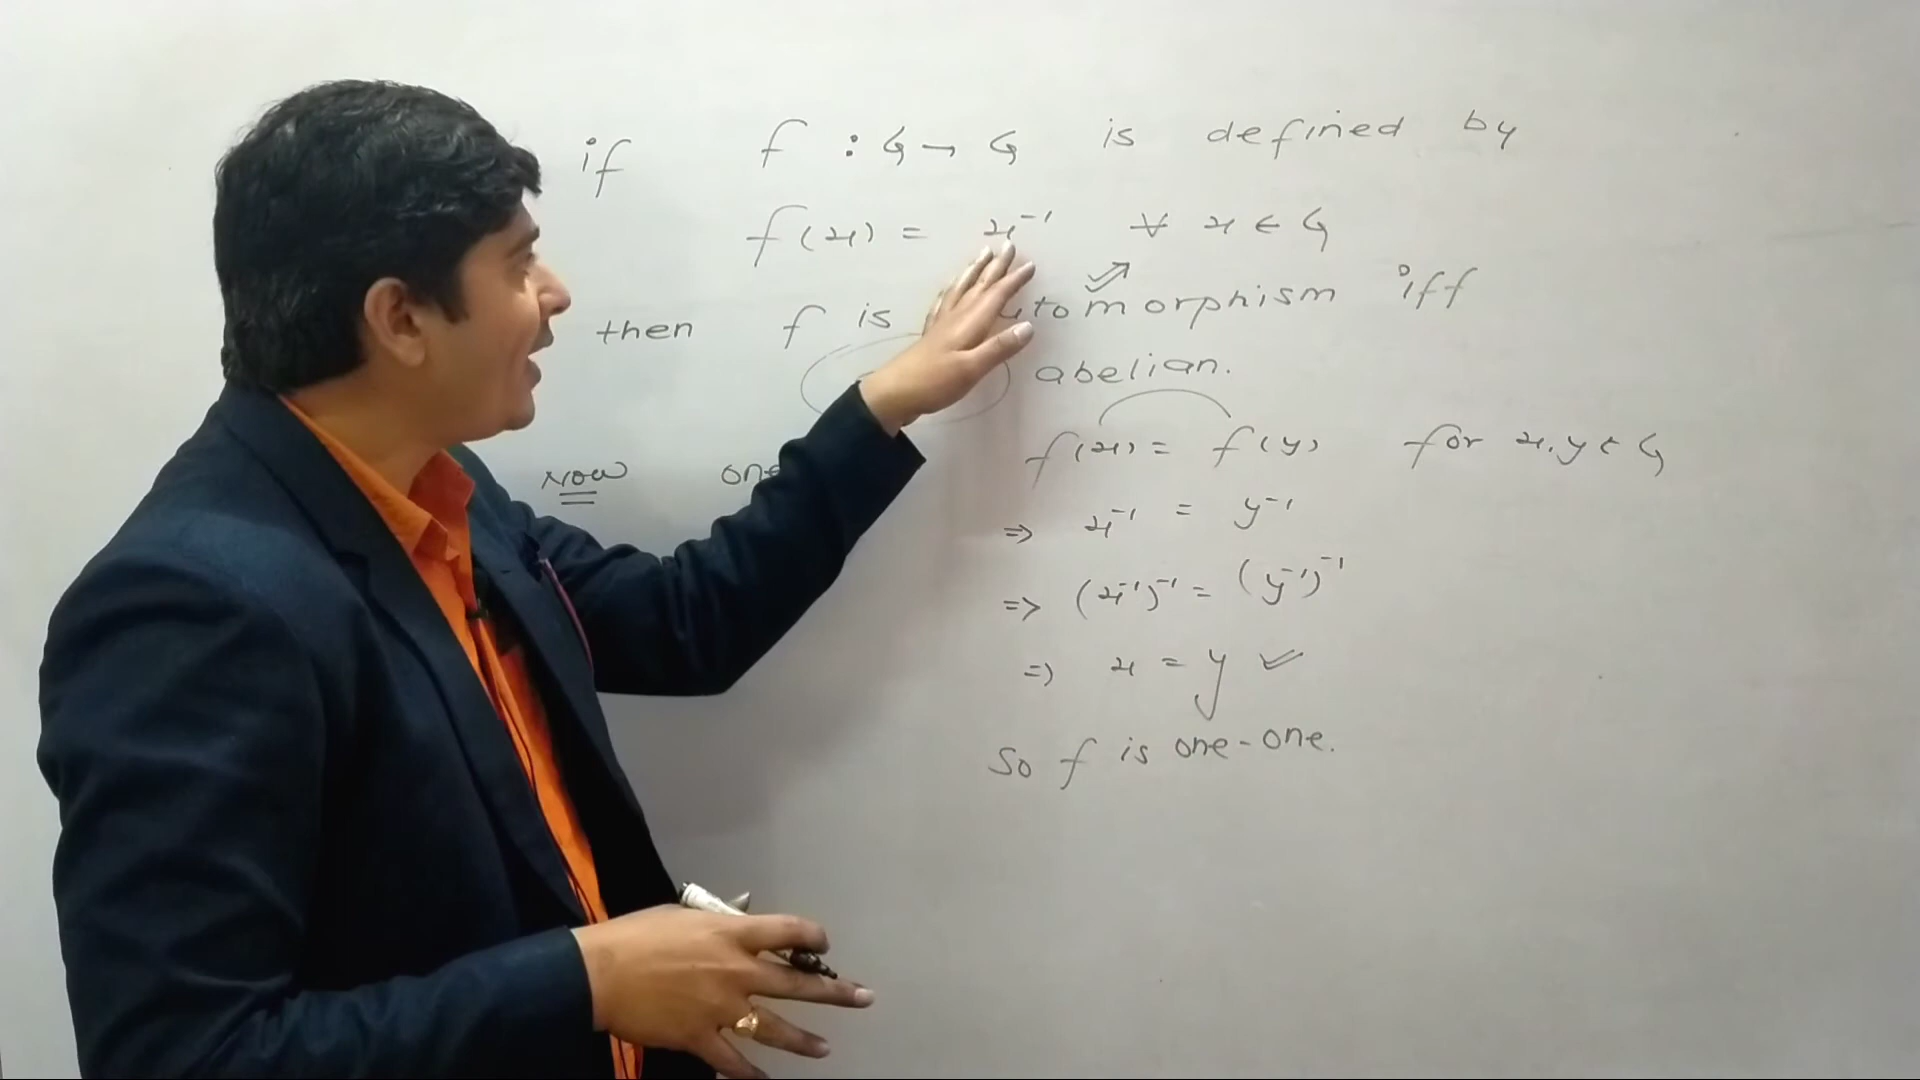 if f : G → G is defined by
f(x) = x⁻¹ ∀ x ∈ G
then f is automorphism iff
abelian.
Now one f(x) = f(y) for x, y ∈ G
⇒ x⁻¹ = y⁻¹
⇒ (x⁻¹)⁻¹ = (y⁻¹)⁻¹
⇒ x = y ✓
So f is one-one.